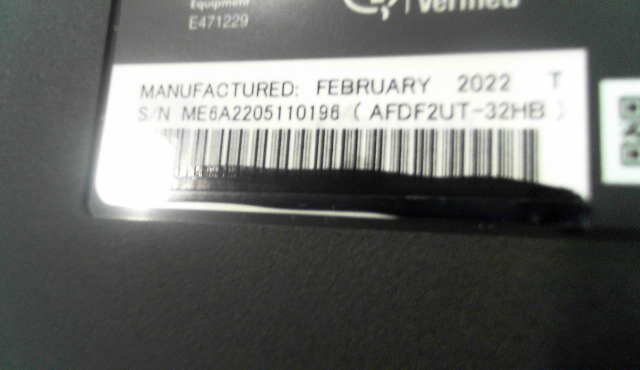 Equipment
E471229
Verified
MANUFACTURED: FEBRUARY 2022 T
S/N ME6A2205110196 ( AFDF2UT-32HB )